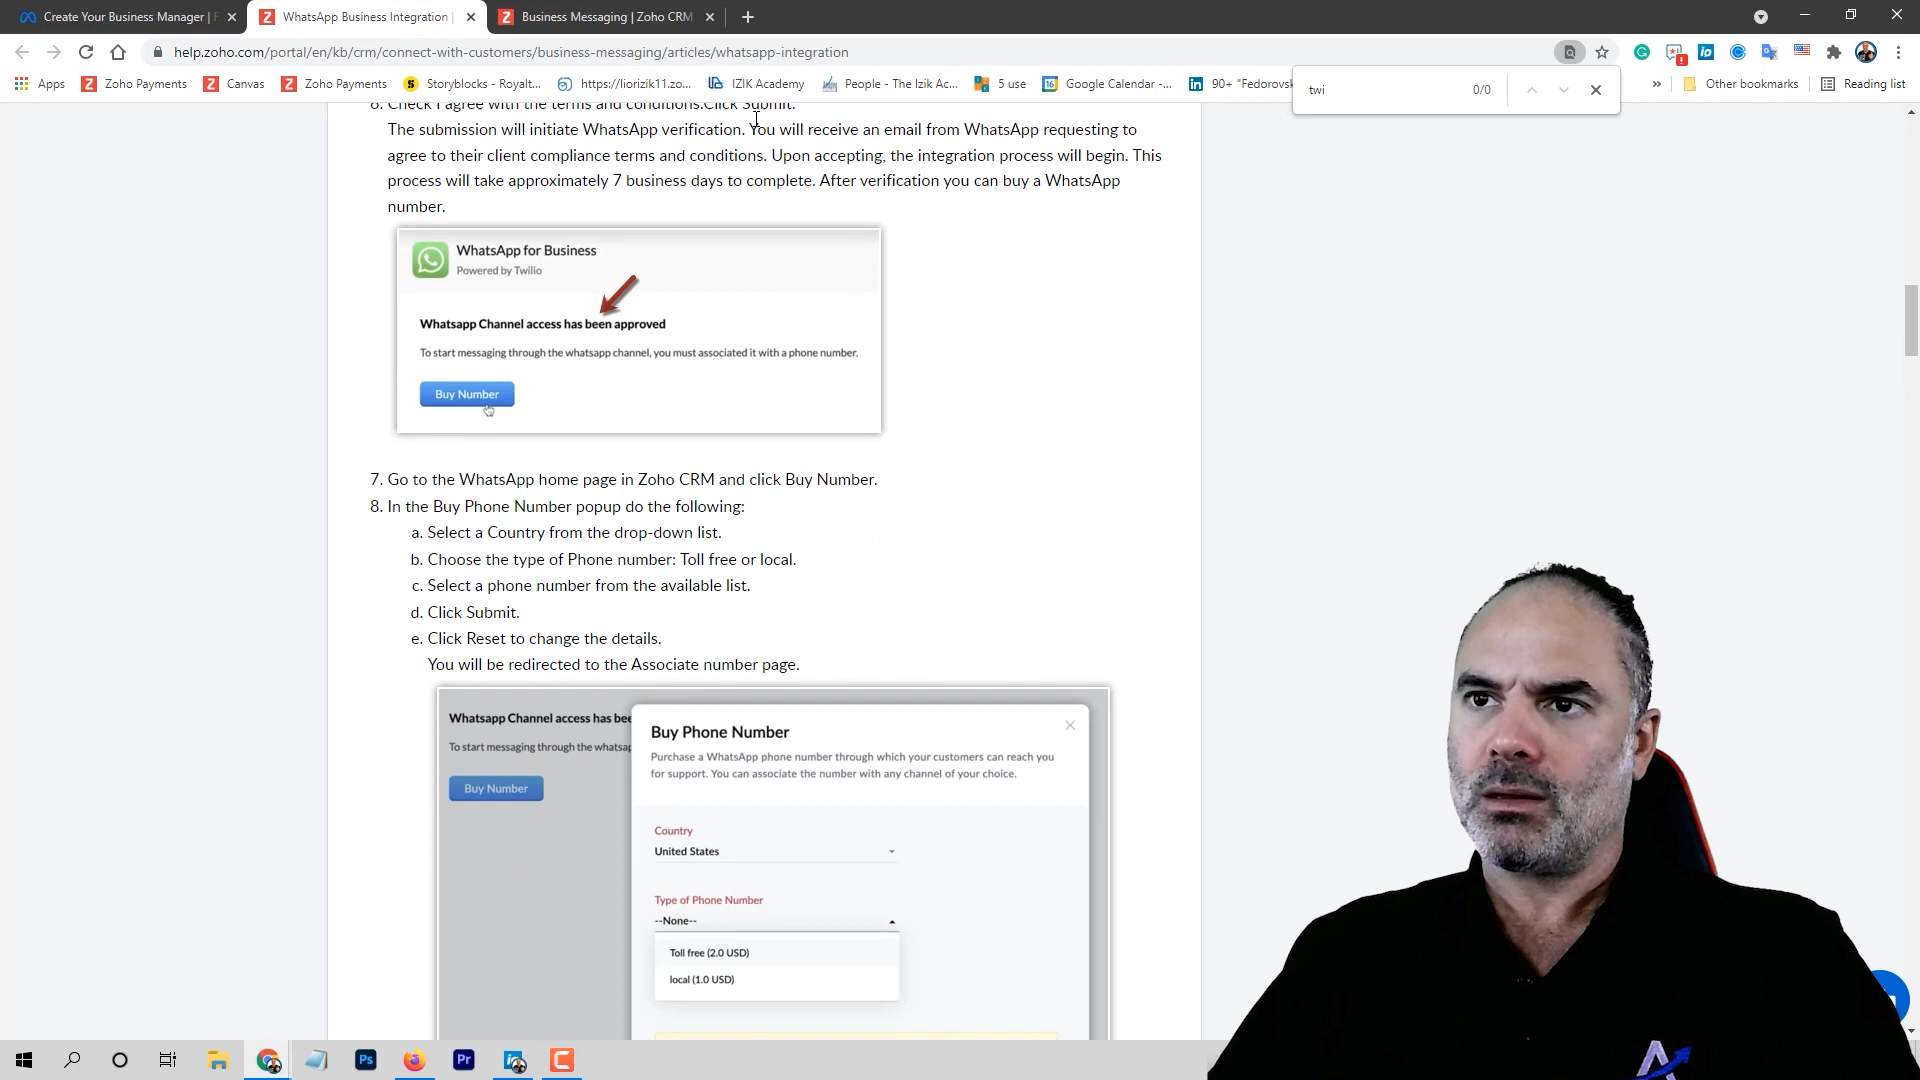 Create Your Business Manager | F
WhatsApp Business Integration |
Business Messaging | Zoho CRM
help.zoho.com/portal/en/kb/crm/connect-with-customers/business-messaging/articles/whatsapp-integration
Apps
Zoho Payments
Canvas
Zoho Payments
Storyblocks - Royalt...
https://liorizik11.zo...
IZIK Academy
People - The Izik Ac...
5 use
Google Calendar -...
90+ "Fedorovsk
»
Other bookmarks
Reading list
twi
0/0
6. Check I agree with the terms and conditions.Click Submit.
The submission will initiate WhatsApp verification. You will receive an email from WhatsApp requesting to
agree to their client compliance terms and conditions. Upon accepting, the integration process will begin. This
process will take approximately 7 business days to complete. After verification you can buy a WhatsApp
number.
WhatsApp for Business
Powered by Twilio
Whatsapp Channel access has been approved
To start messaging through the whatsapp channel, you must associated it with a phone number.
Buy Number
7. Go to the WhatsApp home page in Zoho CRM and click Buy Number.
8. In the Buy Phone Number popup do the following:
a. Select a Country from the drop-down list.
b. Choose the type of Phone number: Toll free or local.
c. Select a phone number from the available list.
d. Click Submit.
e. Click Reset to change the details.
You will be redirected to the Associate number page.
Whatsapp Channel access has bee
To start messaging through the whatsap
Buy Number
Buy Phone Number
Purchase a WhatsApp phone number through which your customers can reach you
for support. You can associate the number with any channel of your choice.
Country
United States
Type of Phone Number
--None--
Toll free (2.0 USD)
local (1.0 USD)
Ps
Pr